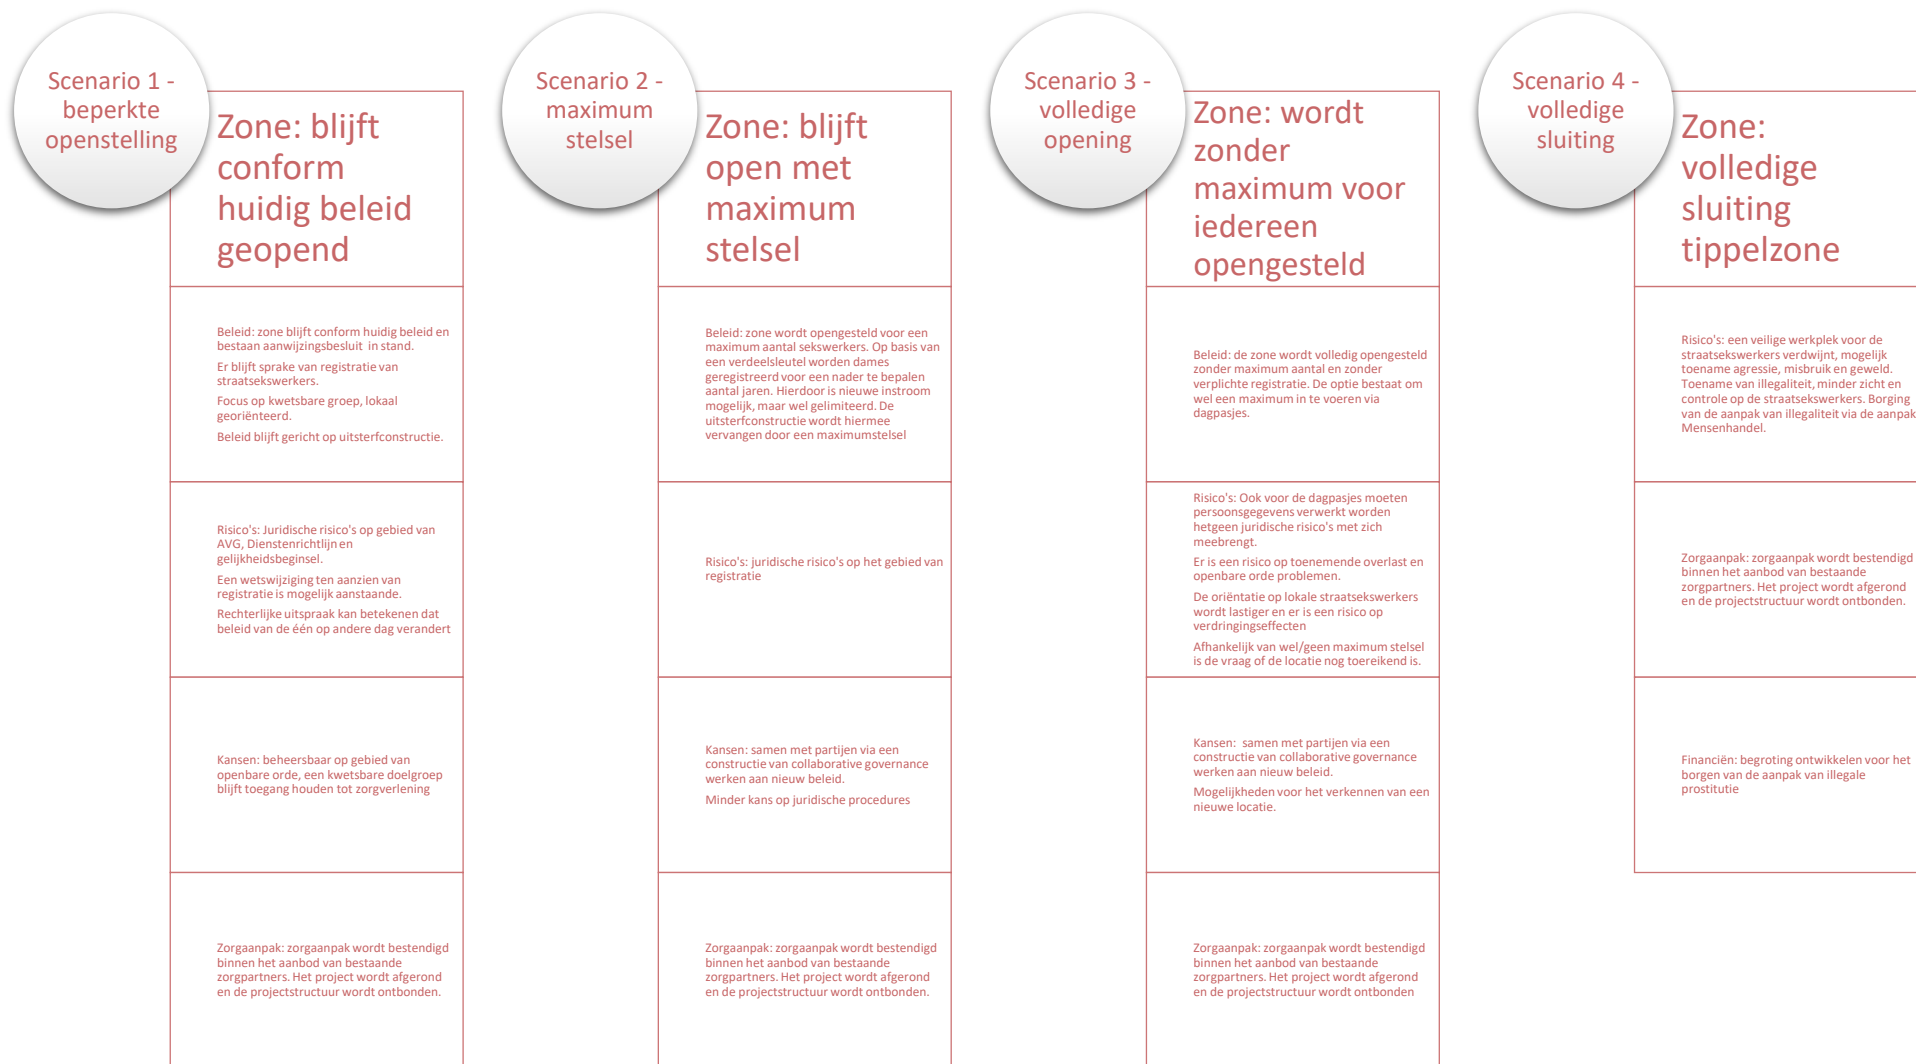 Scenario 1 -
beperkte
openstelling
Zone: blijft
conform
huidig beleid
geopend
Beleid: zone blijft conform huidig beleid en
bestaan aanwijzingsbesluit in stand.
Er blijft sprake van registratie van
straatsekswerkers.
Focus op kwetsbare groep, lokaal
georiënteerd.
Beleid blijft gericht op uitsterfconstructie.
Risico's: Juridische risico's op gebied van
AVG, Dienstenrichtlijn en
gelijkheidsbeginsel.
Een wetswijziging ten aanzien van
registratie is mogelijk aanstaande.
Rechterlijke uitspraak kan betekenen dat
beleid van de één op andere dag verandert
Kansen: beheersbaar op gebied van
openbare orde, een kwetsbare doelgroep
blijft toegang houden tot zorgverlening
Zorgaanpak: zorgaanpak wordt bestendigd
binnen het aanbod van bestaande
zorgpartners. Het project wordt afgerond
en de projectstructuur wordt ontbonden.
Scenario 2 -
maximum
stelsel
Zone: blijft
open met
maximum
stelsel
Beleid: zone wordt opengesteld voor een
maximum aantal sekswerkers. Op basis van
een verdeelsleutel worden dames
geregistreerd voor een nader te bepalen
aantal jaren. Hierdoor is nieuwe instroom
mogelijk, maar wel gelimiteerd. De
uitsterfconstructie wordt hiermee
vervangen door een maximumstelsel
Risico's: juridische risico's op het gebied van
registratie
Kansen: samen met partijen via een
constructie van collaborative governance
werken aan nieuw beleid.
Minder kans op juridische procedures
Zorgaanpak: zorgaanpak wordt bestendigd
binnen het aanbod van bestaande
zorgpartners. Het project wordt afgerond
en de projectstructuur wordt ontbonden.
Scenario 3 -
volledige
opening
Zone: wordt
zonder
maximum voor
iedereen
opengesteld
Beleid: de zone wordt volledig opengesteld
zonder maximum aantal en zonder
verplichte registratie. De optie bestaat om
wel een maximum in te voeren via
dagpasjes.
Risico's: Ook voor de dagpasjes moeten
persoonsgegevens verwerkt worden
hetgeen juridische risico's met zich
meebrengt.
Er is een risico op toenemende overlast en
openbare orde problemen.
De oriëntatie op lokale straatsekswerkers
wordt lastiger en er is een risico op
verdringingseffecten
Afhankelijk van wel/geen maximum stelsel
is de vraag of de locatie nog toereikend is.
Kansen: samen met partijen via een
constructie van collaborative governance
werken aan nieuw beleid.
Mogelijkheden voor het verkennen van een
nieuwe locatie.
Zorgaanpak: zorgaanpak wordt bestendigd
binnen het aanbod van bestaande
zorgpartners. Het project wordt afgerond
en de projectstructuur wordt ontbonden
Scenario 4 -
volledige
sluiting
Zone:
volledige
sluiting
tippelzone
Risico's: een veilige werkplek voor de
straatsekswerkers verdwijnt, mogelijk
toename agressie, misbruik en geweld.
Toename van illegaliteit, minder zicht en
controle op de straatsekswerkers. Borging
van de aanpak van illegaliteit via de aanpak
Mensenhandel.
Zorgaanpak: zorgaanpak wordt bestendigd
binnen het aanbod van bestaande
zorgpartners. Het project wordt afgerond
en de projectstructuur wordt ontbonden.
Financiën: begroting ontwikkelen voor het
borgen van de aanpak van illegale
prostitutie